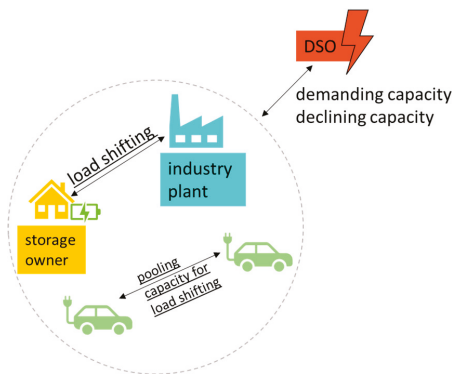 DSO
demanding capacity
declining capacity
load shifting
industry
plant
storage
owner
pooling
capacity for
load shifting